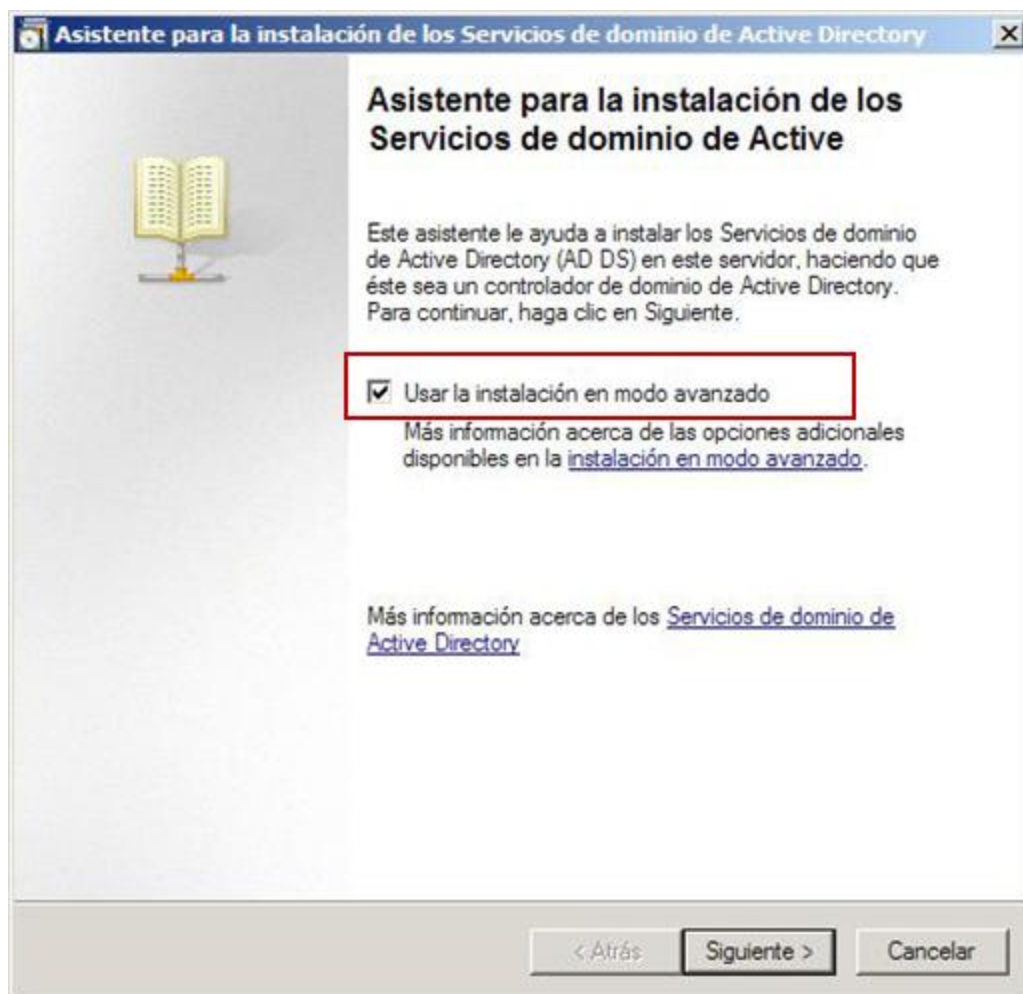 Asistente para la instalación de los Servicios de dominio de Active Directory
Asistente para la instalación de los
Servicios de dominio de Active
Este asistente le ayuda a instalar los Servicios de dominio
de Active Directory (AD DS) en este servidor, haciendo que
éste sea un controlador de dominio de Active Directory.
Para continuar, haga clic en Siguiente.
Usar la instalación en modo avanzado
Más información acerca de las opciones adicionales
disponibles en la instalación en modo avanzado.
Más información acerca de los Servicios de dominio de
Active Directory
< Atrás
Siguiente >
Cancelar